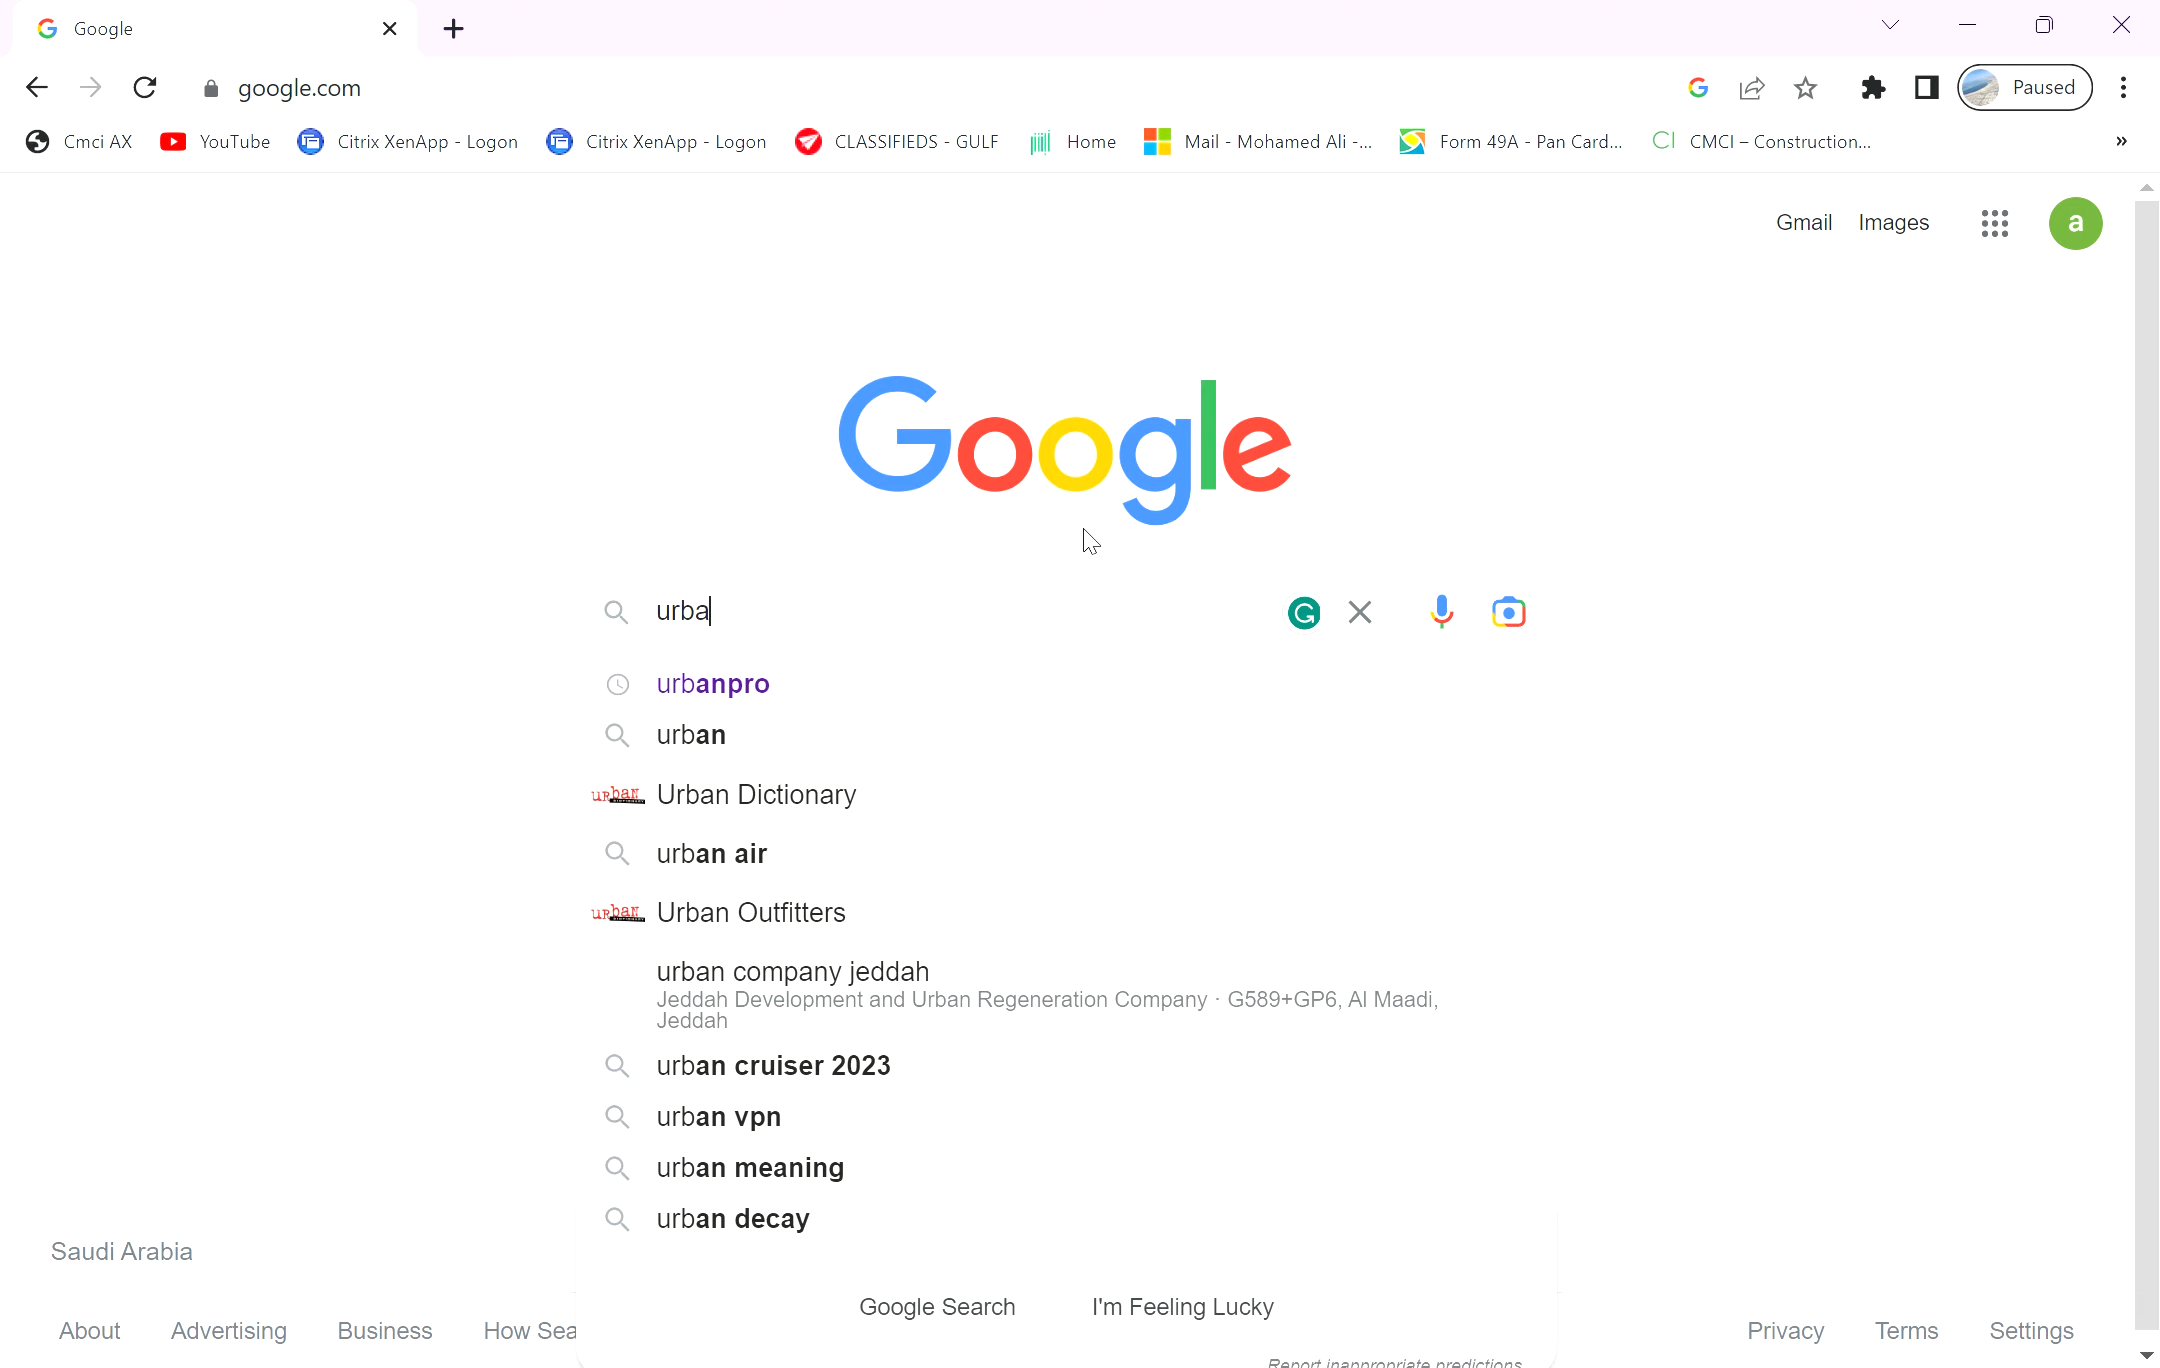 Google
google.com
Paused
Cmci AX YouTube Citrix XenApp - Logon Citrix XenApp - Logon CLASSIFIEDS - GULF Home Mail - Mohamed Ali -... Form 49A - Pan Card... CI CMCI – Construction... »
Gmail Images a
Google
urba
urbanpro
urban
urban Urban Dictionary
urban air
urban Urban Outfitters
urban company jeddah
Jeddah Development and Urban Regeneration Company · G589+GP6, Al Maadi,
Jeddah
urban cruiser 2023
urban vpn
urban meaning
urban decay
Saudi Arabia
Google Search I'm Feeling Lucky
About Advertising Business How Sea Privacy Terms Settings
Report inappropriate predictions